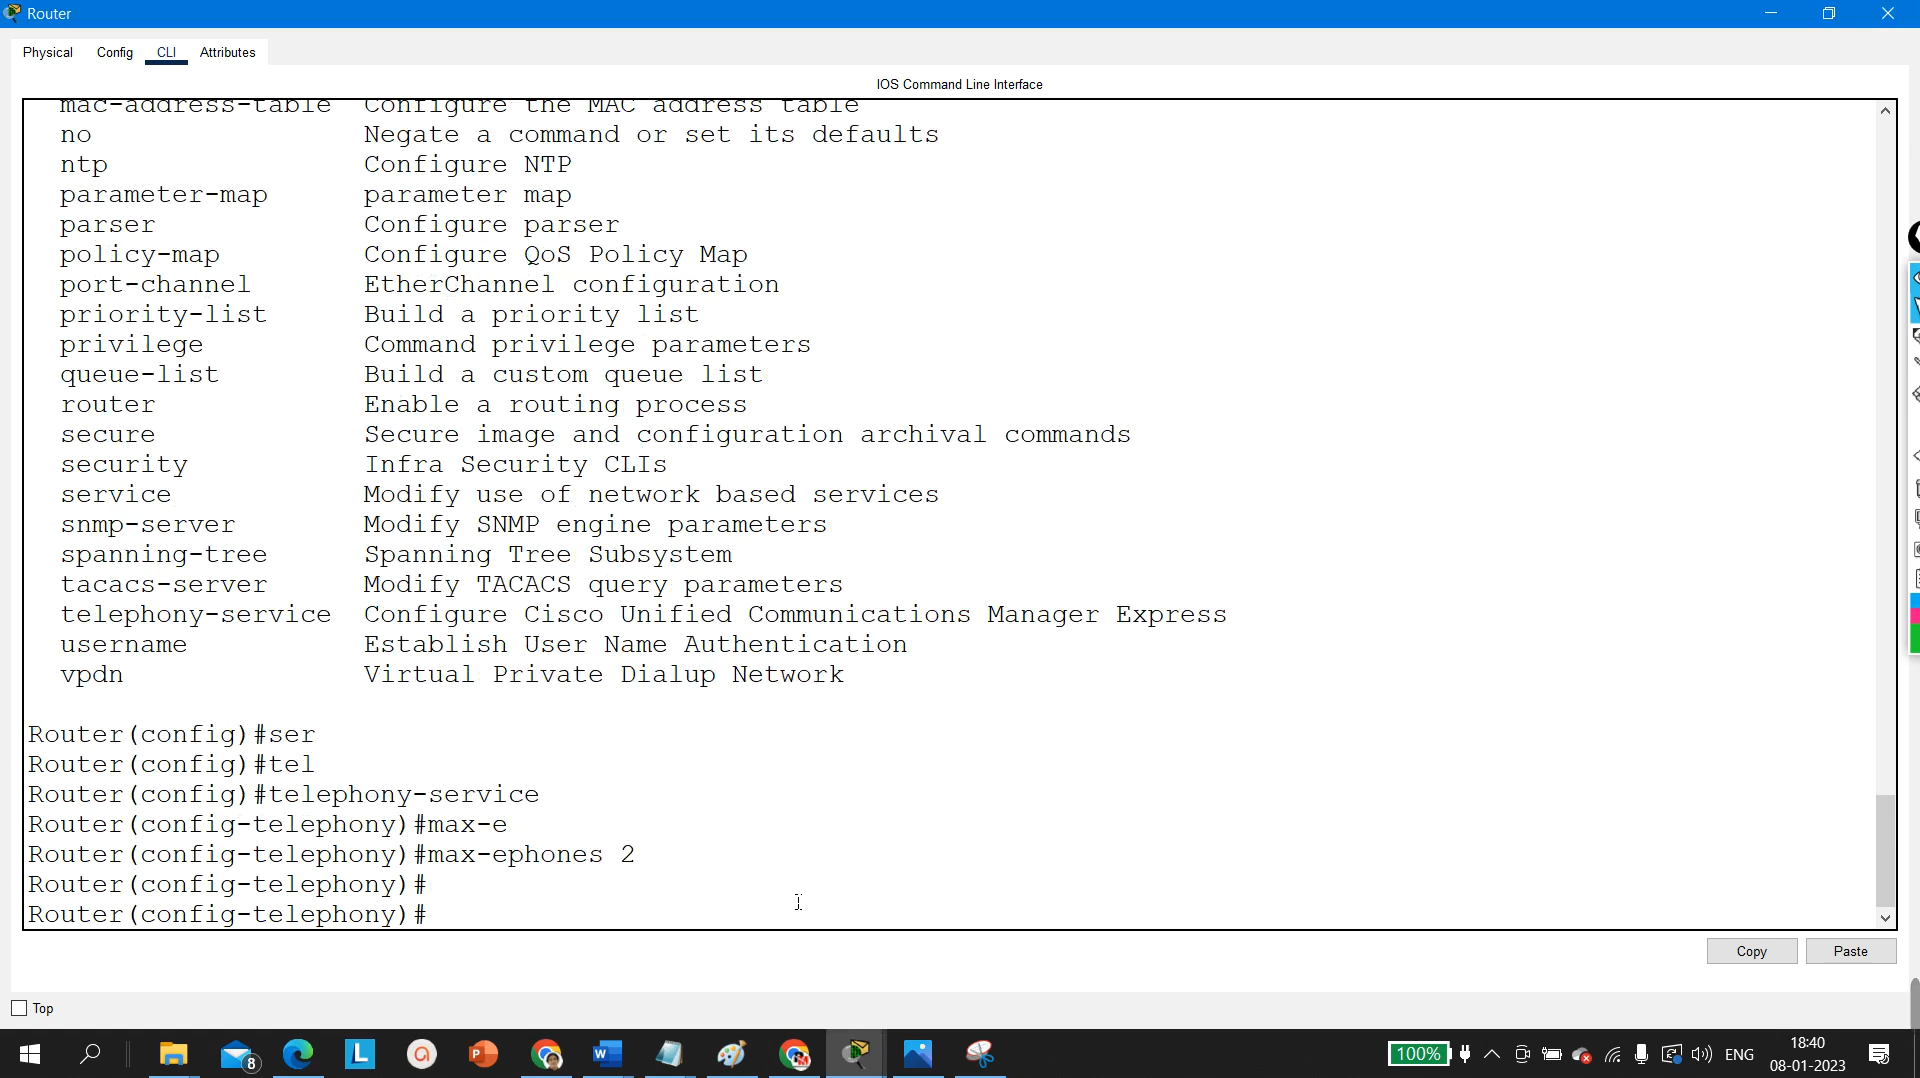 Router
Physical Config CLI Attributes
IOS Command Line Interface
mac-address-table Configure the MAC address table
no Negate a command or set its defaults
ntp Configure NTP
parameter-map parameter map
parser Configure parser
policy-map Configure QoS Policy Map
port-channel EtherChannel configuration
priority-list Build a priority list
privilege Command privilege parameters
queue-list Build a custom queue list
router Enable a routing process
secure Secure image and configuration archival commands
security Infra Security CLIs
service Modify use of network based services
snmp-server Modify SNMP engine parameters
spanning-tree Spanning Tree Subsystem
tacacs-server Modify TACACS query parameters
telephony-service Configure Cisco Unified Communications Manager Express
username Establish User Name Authentication
vpdn Virtual Private Dialup Network
Router(config)#ser
Router(config)#tel
Router(config)#telephony-service
Router(config-telephony)#max-e
Router(config-telephony)#max-ephones 2
Router(config-telephony)#
Router(config-telephony)#
Copy Paste
Top
8 L a P W 100% ENG 18:40
08-01-2023